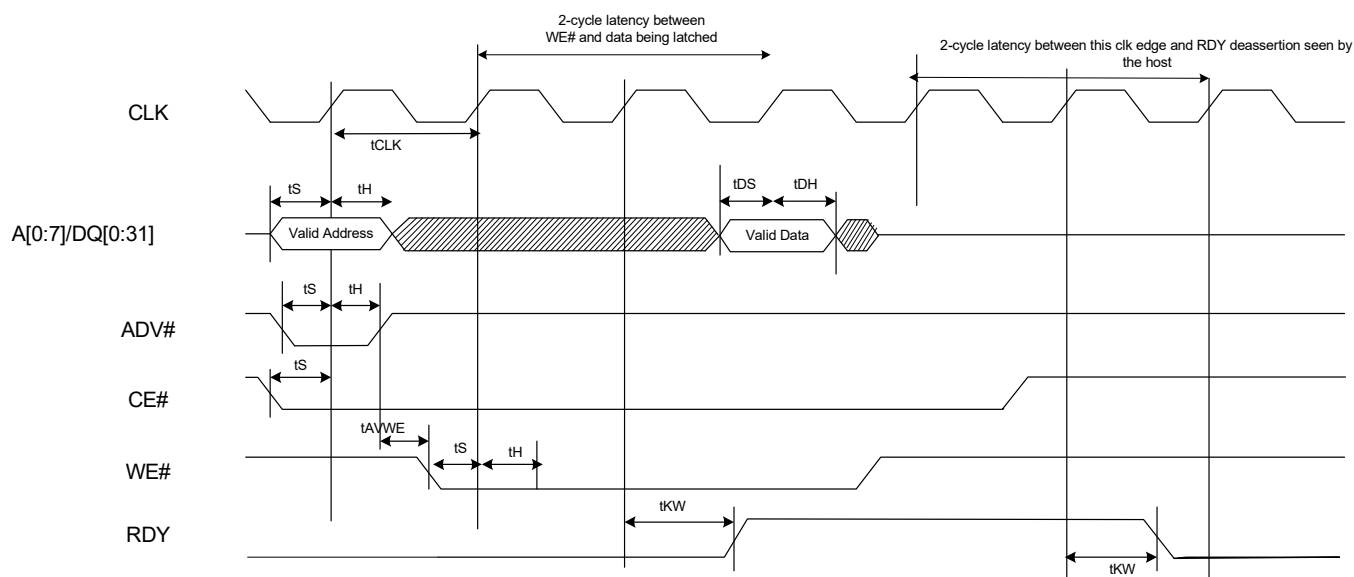 2-cycle latency between
WE# and data being latched
2-cycle latency between this clk edge and RDY deassertion seen by
the host
CLK
tCLK
tS
tH
tDS
tDH
A[0:7]/DQ[0:31]
Valid Address
Valid Data
tS
tH
ADV#
tS
CE#
tAVWE
tS
tH
WE#
tKW
RDY
tKW